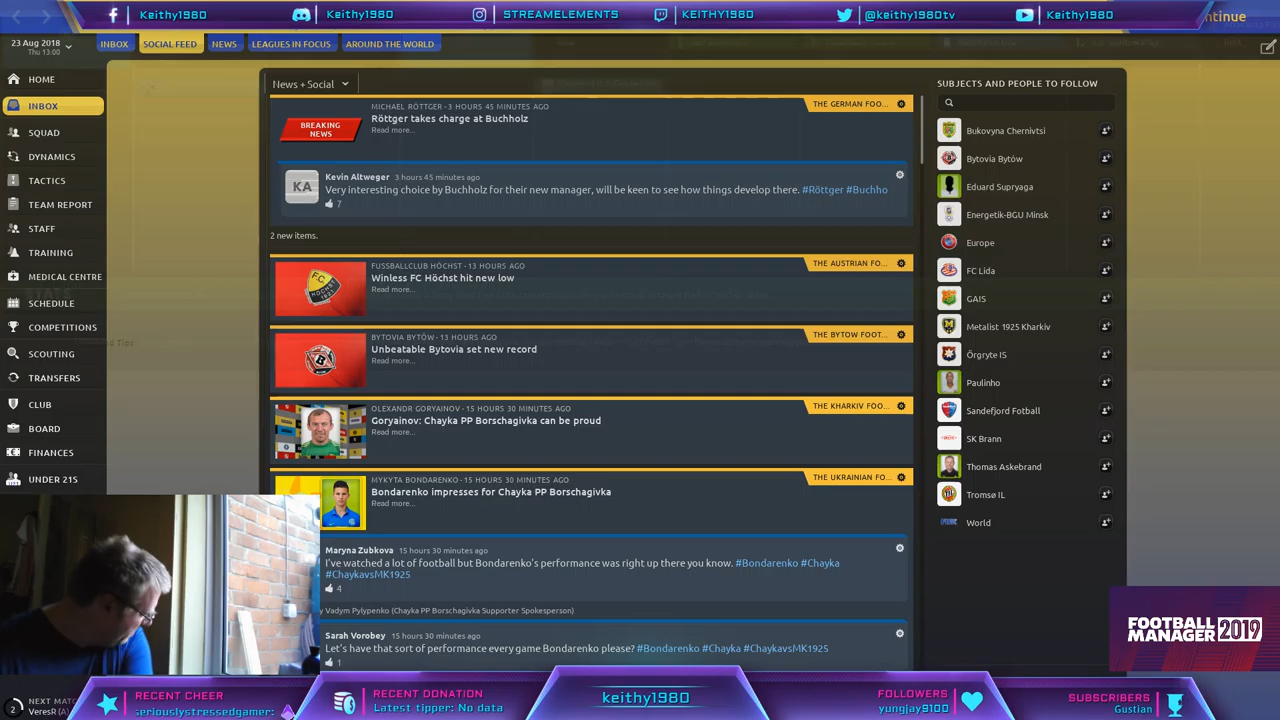 Keithy1980
Keithy1980
STREAMELEMENTS
KEITHY1980
@keithy1980tv
Keithy1980
ntinue
23 Aug 2018
Thu 13:00
INBOX
SOCIAL FEED
NEWS
LEAGUES IN FOCUS
AROUND THE WORLD
HOME
INBOX
SQUAD
DYNAMICS
TACTICS
TEAM REPORT
STAFF
TRAINING
MEDICAL CENTRE
SCHEDULE
COMPETITIONS
SCOUTING
TRANSFERS
CLUB
BOARD
FINANCES
UNDER 21S
NEXT MATC
2
VeresR (A)
News + Social
MICHAEL RÖTTGER - 3 HOURS 45 MINUTES AGO
THE GERMAN FOO...
BREAKING
NEWS
Röttger takes charge at Buchholz
Read more...
Kevin Altweger 3 hours 45 minutes ago
KA
Very interesting choice by Buchholz for their new manager, will be keen to see how things develop there. #Röttger #Buchho
7
2 new items.
FUSSBALLCLUB HÖCHST - 13 HOURS AGO
THE AUSTRIAN FO...
Winless FC Höchst hit new low
Read more...
BYTOVIA BYTÓW - 13 HOURS AGO
THE BYTOW FOOT...
Unbeatable Bytovia set new record
Read more...
OLEXANDR GORYAINOV - 15 HOURS 30 MINUTES AGO
THE KHARKIV FOO...
Goryainov: Chayka PP Borschagivka can be proud
Read more...
MYKYTA BONDARENKO - 15 HOURS 30 MINUTES AGO
THE UKRAINIAN FO...
Bondarenko impresses for Chayka PP Borschagivka
Read more...
Maryna Zubkova 15 hours 30 minutes ago
I've watched a lot of football but Bondarenko's performance was right up there you know. #Bondarenko #Chayka
#ChaykavsMK1925
4
y Vadym Pylypenko (Chayka PP Borschagivka Supporter Spokesperson)
Sarah Vorobey 15 hours 30 minutes ago
Let's have that sort of performance every game Bondarenko please? #Bondarenko #Chayka #ChaykavsMK1925
1
SUBJECTS AND PEOPLE TO FOLLOW
Bukovyna Chernivtsi
Bytovia Bytów
Eduard Supryaga
Energetik-BGU Minsk
Europe
FC Lida
GAIS
Metalist 1925 Kharkiv
Örgryte IS
Paulinho
Sandefjord Fotball
SK Brann
Thomas Askebrand
Tromsø IL
World
FOOTBALL
MANAGER 2019
RECENT CHEER
seriouslystressedgamer:
RECENT DONATION
Latest tipper: No data
keithy1980
FOLLOWERS
yungjay9100
SUBSCRIBERS
Gustian